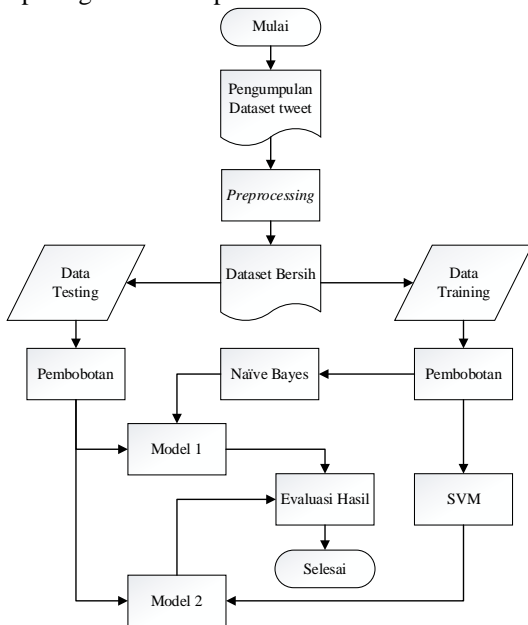 Mulai
Pengumpulan
Dataset tweet
Preprocessing
Dataset Bersih
Data
Testing
Data
Training
Pembobotan
Naïve Bayes
Pembobotan
Model 1
Evaluasi Hasil
SVM
Selesai
Model 2